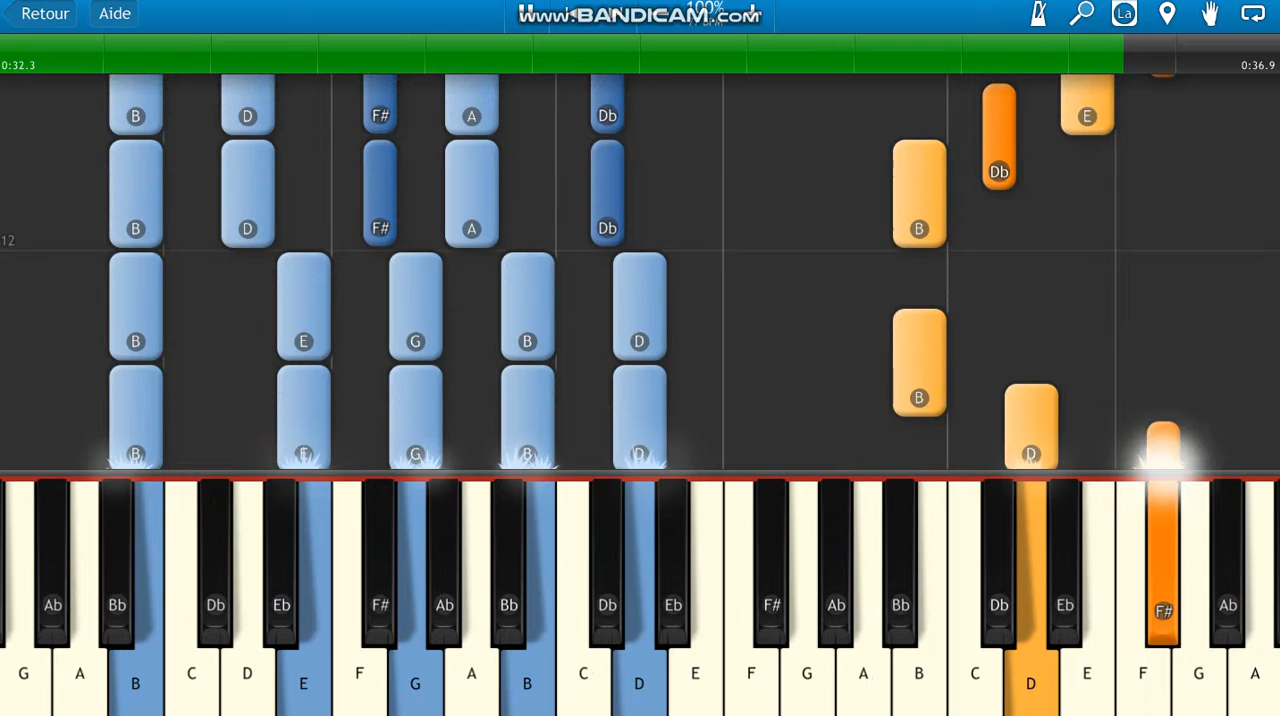 Retour Aide www.BANDICAM.com 100% La
0:32.3 0:36.9
B D F# A Db E
Db
B D F# A Db B
12
B E G B D
B
B E G B D D
Ab Bb Db Eb F# Ab Bb Db Eb F# Ab Bb Db Eb F# Ab
G A B C D E F G A B C D E F G A B C D E F G A